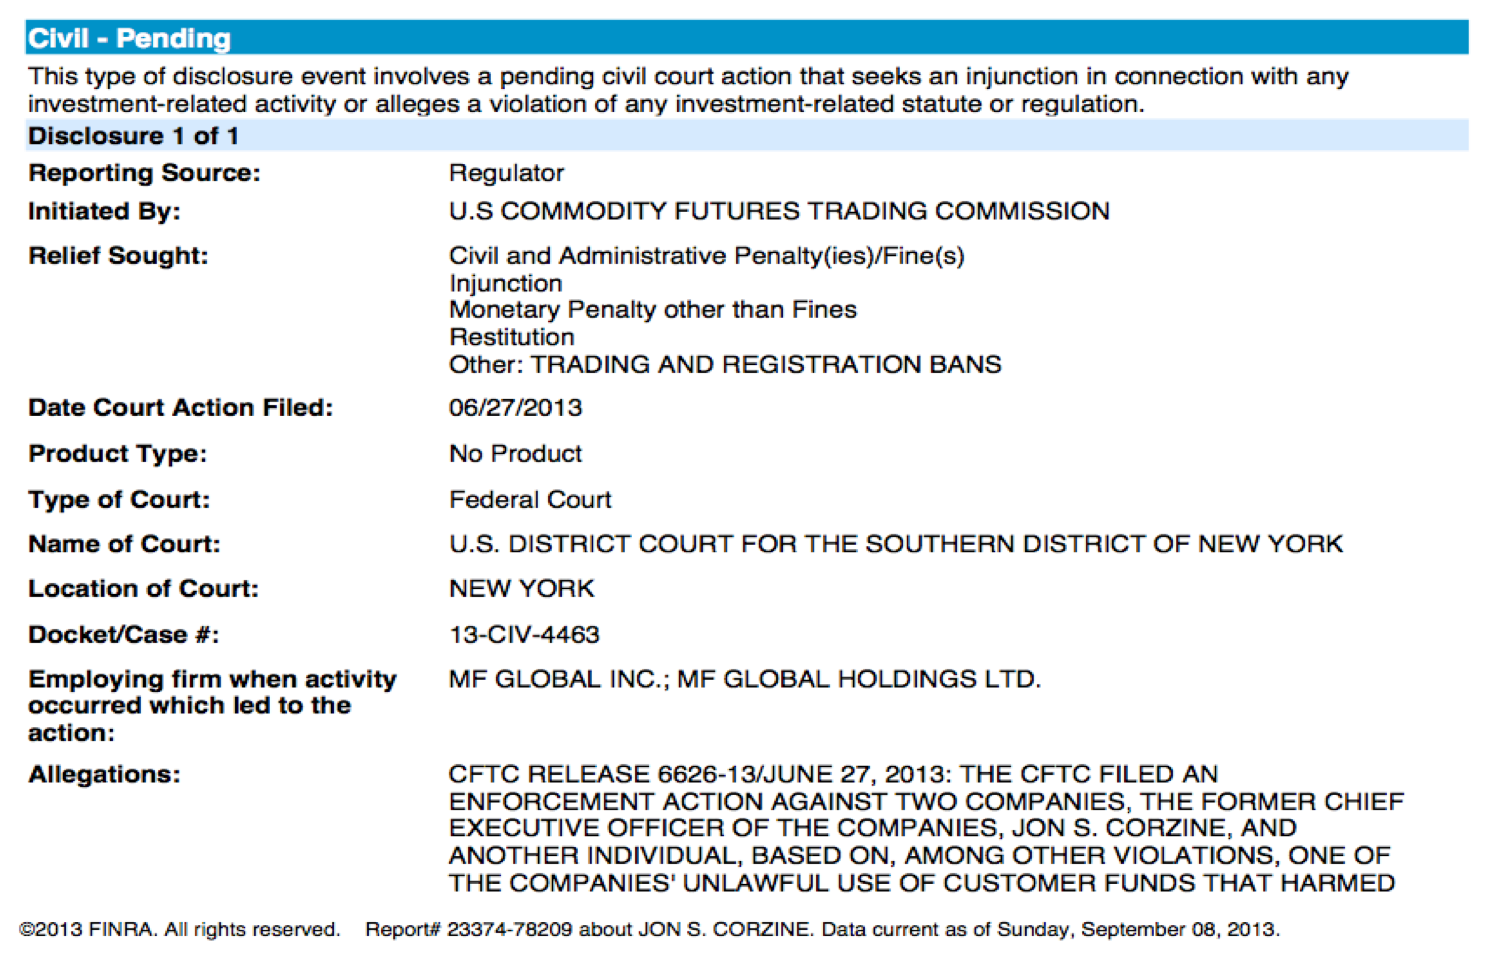 Civil - Pending
This type of disclosure event involves a pending civil court action that seeks an injunction in connection with any
investment-related activity or alleges a violation of any investment-related statute or regulation.
Disclosure 1 of 1
Reporting Source: Regulator
Initiated By: U.S COMMODITY FUTURES TRADING COMMISSION
Relief Sought: Civil and Administrative Penalty(ies)/Fine(s)
Injunction
Monetary Penalty other than Fines
Restitution
Other: TRADING AND REGISTRATION BANS
Date Court Action Filed: 06/27/2013
Product Type: No Product
Type of Court: Federal Court
Name of Court: U.S. DISTRICT COURT FOR THE SOUTHERN DISTRICT OF NEW YORK
Location of Court: NEW YORK
Docket/Case #: 13-CIV-4463
Employing firm when activity MF GLOBAL INC.; MF GLOBAL HOLDINGS LTD.
occurred which led to the
action:
Allegations: CFTC RELEASE 6626-13/JUNE 27, 2013: THE CFTC FILED AN
ENFORCEMENT ACTION AGAINST TWO COMPANIES, THE FORMER CHIEF
EXECUTIVE OFFICER OF THE COMPANIES, JON S. CORZINE, AND
ANOTHER INDIVIDUAL, BASED ON, AMONG OTHER VIOLATIONS, ONE OF
THE COMPANIES' UNLAWFUL USE OF CUSTOMER FUNDS THAT HARMED
©2013 FINRA. All rights reserved. Report# 23374-78209 about JON S. CORZINE. Data current as of Sunday, September 08, 2013.